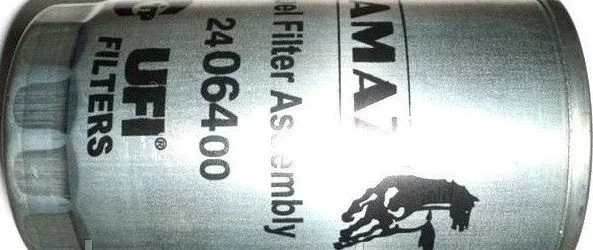 AMAZ
el Filter Assembly
2406400
UFI®
FILTERS